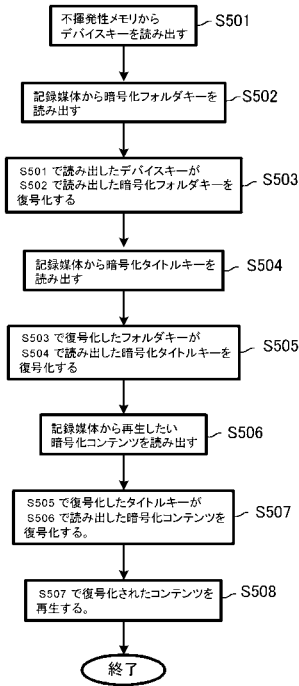 不揮発性メモリから
デバイスキーを読み出す
S501
記録媒体から暗号化フォルダキーを
読み出す
S502
S501 で読み出したデバイスキーが
S502 で読み出した暗号化フォルダキーを
復号化する
S503
記録媒体から暗号化タイトルキーを
読み出す
S504
S503 で復号化したフォルダキーが
S504 で読み出した暗号化タイトルキーを
復号化する
S505
記録媒体から再生したい
暗号化コンテンツを読み出す
S506
S505 で復号化したタイトルキーが
S506 で読み出した暗号化コンテンツを
復号化する。
S507
S507 で復号化されたコンテンツを
再生する。
S508
終了